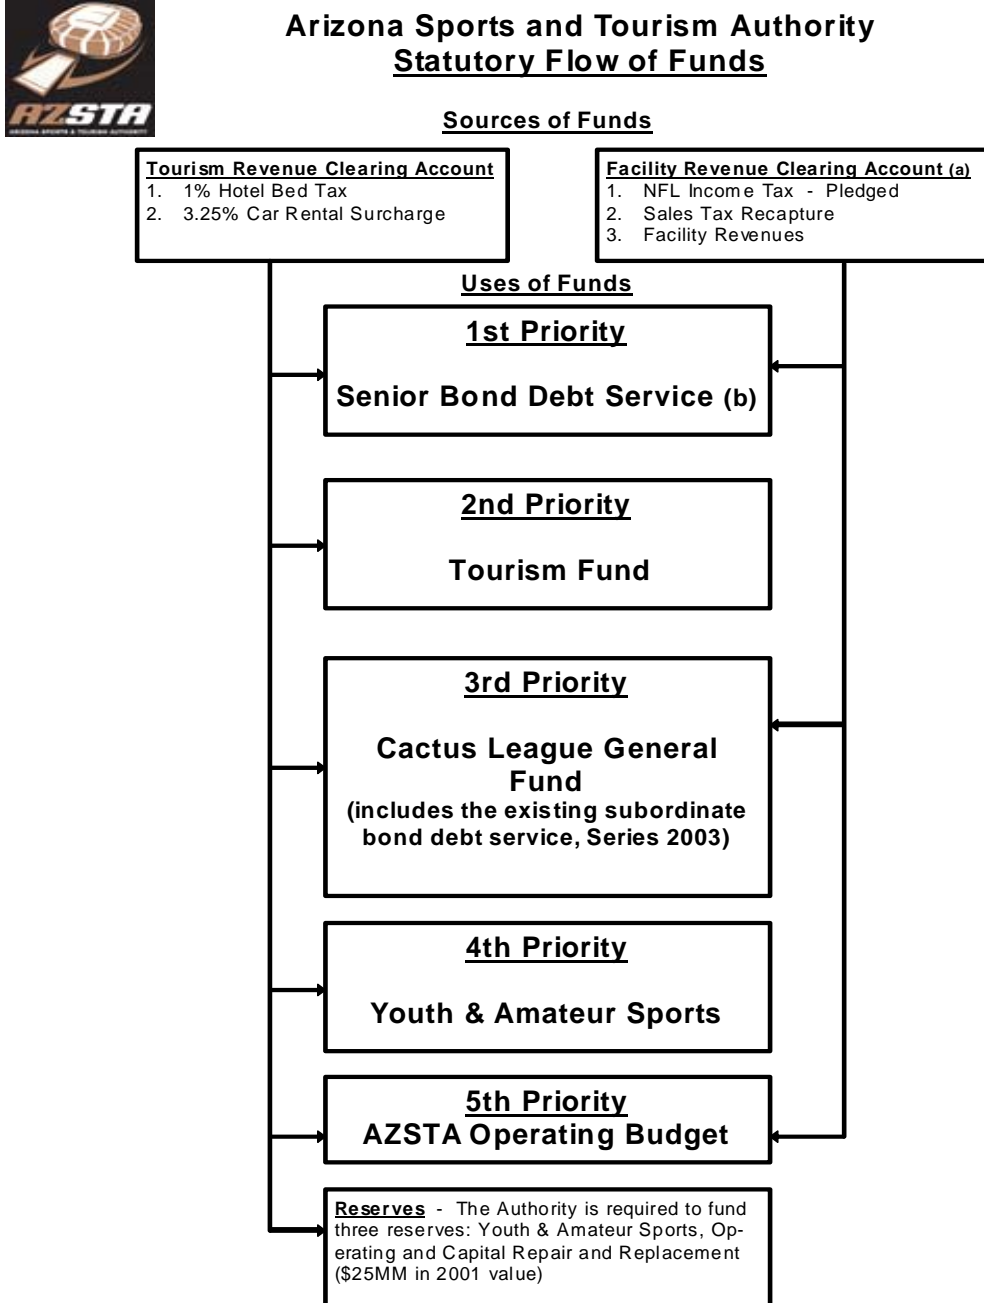 Arizona Sports and Tourism Authority
Statutory Flow of Funds
AZSTA
ARIZONA SPORTS & TOURISM AUTHORITY
Sources of Funds
Tourism Revenue Clearing Account
1. 1% Hotel Bed Tax
2. 3.25% Car Rental Surcharge
Facility Revenue Clearing Account (a)
1. NFL Income Tax - Pledged
2. Sales Tax Recapture
3. Facility Revenues
Uses of Funds
1st Priority
Senior Bond Debt Service (b)
2nd Priority
Tourism Fund
3rd Priority
Cactus League General
Fund
(includes the existing subordinate
bond debt service, Series 2003)
4th Priority
Youth & Amateur Sports
5th Priority
AZSTA Operating Budget
Reserves - The Authority is required to fund
three reserves: Youth & Amateur Sports, Op-
erating and Capital Repair and Replacement
($25MM in 2001 value)